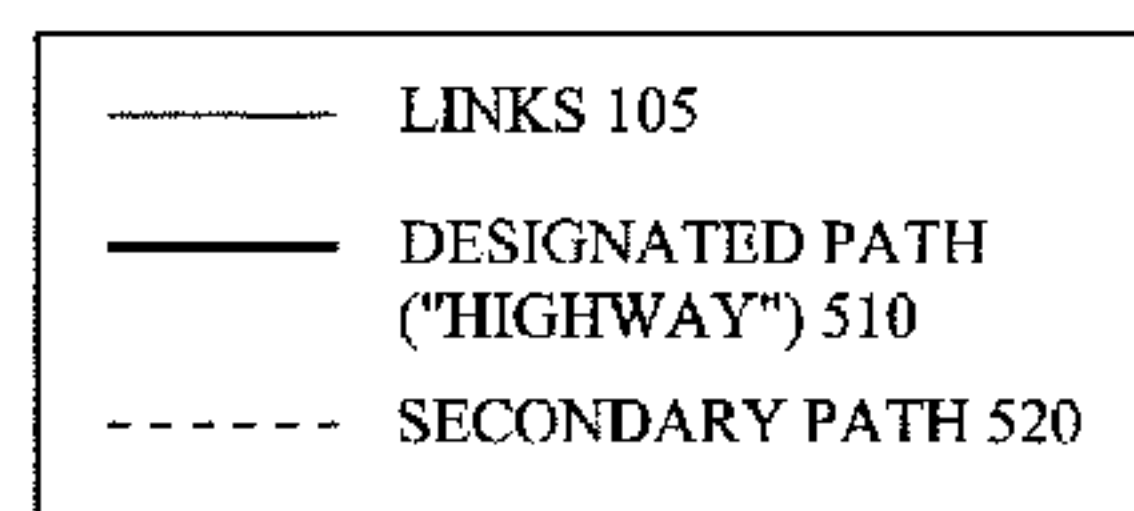 LINKS 105
DESIGNATED PATH
("HIGHWAY") 510
SECONDARY PATH 520